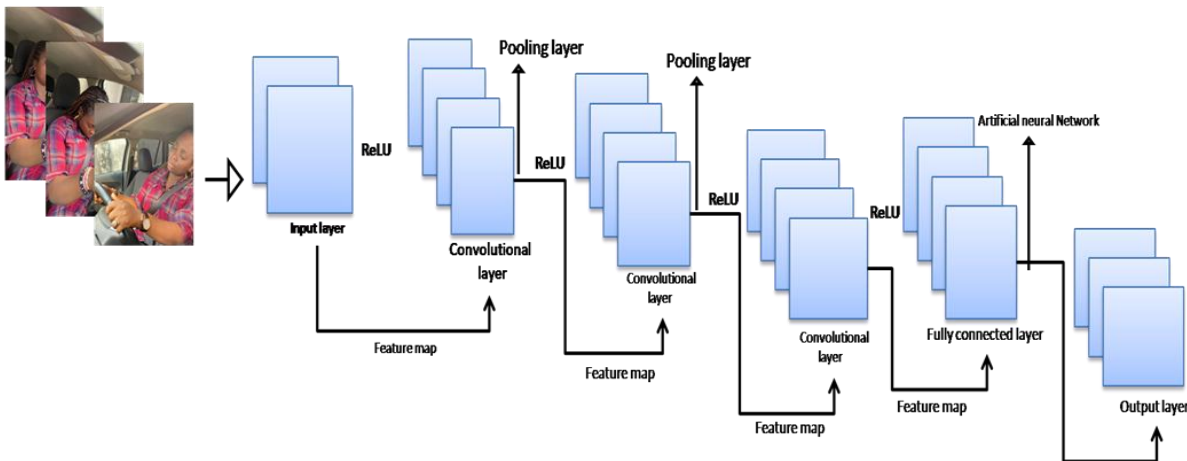 Pooling layer
Pooling layer
Artificial neural Network
ReLU
ReLU
ReLU
ReLU
Input layer
Convolutional
layer
Convolutional
layer
Convolutional
layer
Fully connected layer
Feature map
Feature map
Feature map
Feature map
Output layer